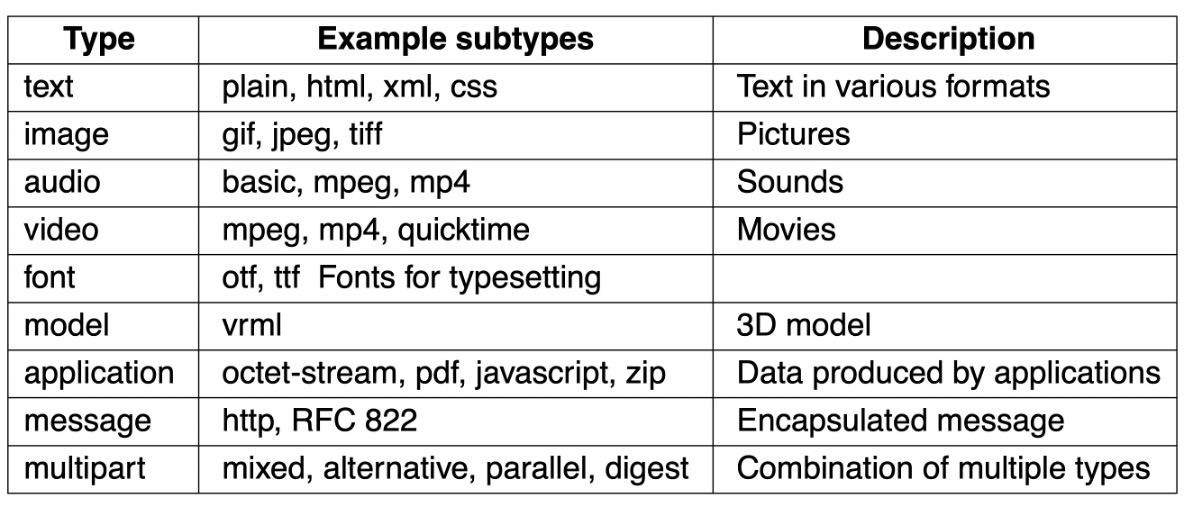 Type Example subtypes Description
text plain, html, xml, css Text in various formats
image gif, jpeg, tiff Pictures
audio basic, mpeg, mp4 Sounds
video mpeg, mp4, quicktime Movies
font otf, ttf Fonts for typesetting
model vrml 3D model
application octet-stream, pdf, javascript, zip Data produced by applications
message http, RFC 822 Encapsulated message
multipart mixed, alternative, parallel, digest Combination of multiple types